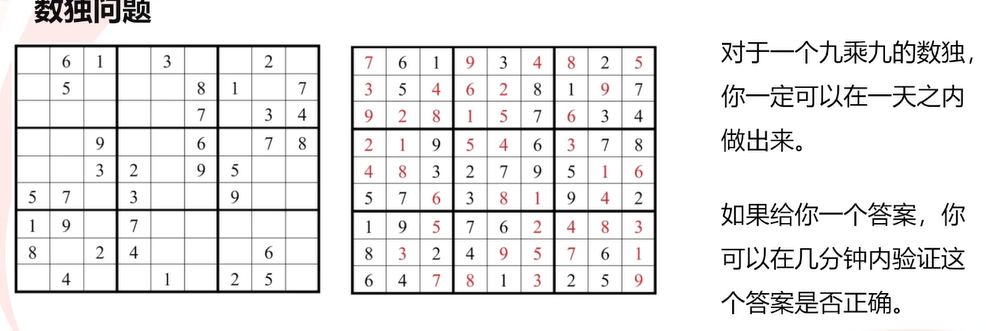 数独问题
6 1 3 2
5 8 1 7
7 3 4
9 6 7 8
3 2 9 5
5 7 3 9
1 9 7
8 2 4 6
4 1 2 5
7 6 1 9 3 4 8 2 5
3 5 4 6 2 8 1 9 7
9 2 8 1 5 7 6 3 4
2 1 9 5 4 6 3 7 8
4 8 3 2 7 9 5 1 6
5 7 6 3 8 1 9 4 2
1 9 5 7 6 2 4 8 3
8 3 2 4 9 5 7 6 1
6 4 7 8 1 3 2 5 9
对于一个九乘九的数独，
你一定可以在一天之内
做出来。
如果给你一个答案，你
可以在几分钟内验证这
个答案是否正确。